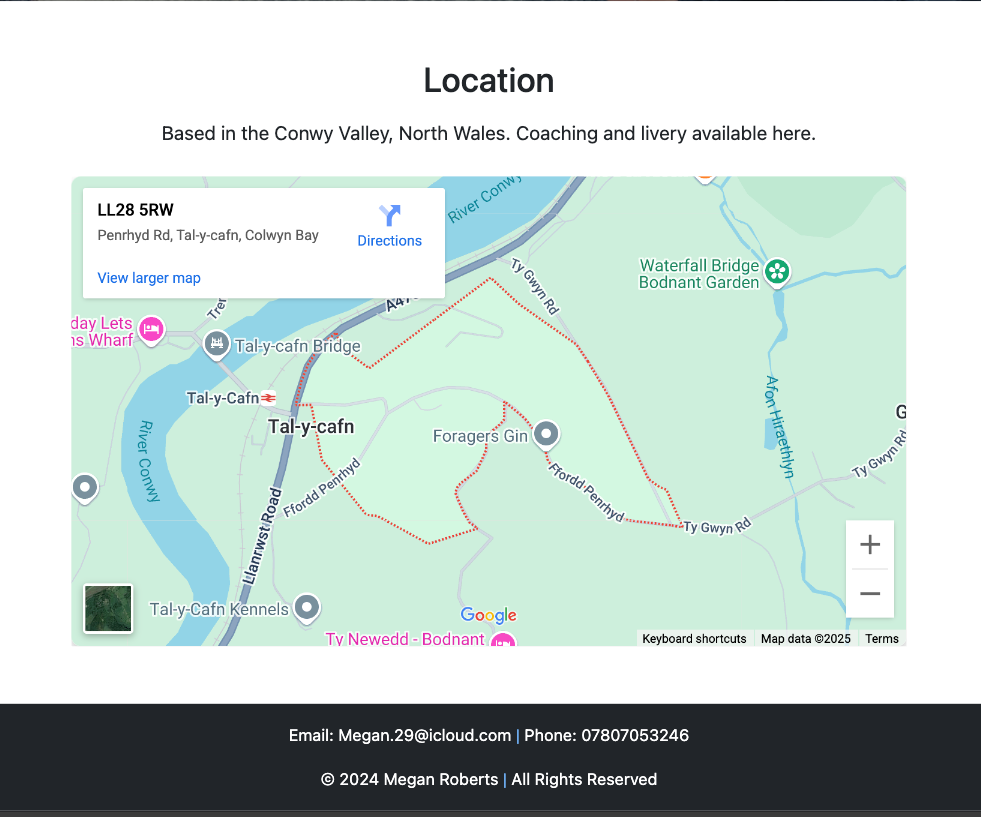 Location
Based in the Conwy Valley, North Wales. Coaching and livery available here.
LL28 5RW
Penrhyd Rd, Tal-y-cafn, Colwyn Bay
Directions
View larger map
River Conwy
Ty Gwyn Rd
Waterfall Bridge
Bodnant Garden
A470
Tre
day Lets
ns Wharf
Tal-y-cafn Bridge
Tal-y-Cafn
Tal-y-cafn
River Conwy
Foragers Gin
Afon Hiraethlyn
G
Ty Gwyn Rd
Ffordd Penrhyd
Ffordd Penrhyd
Ty Gwyn Rd
Llanrwst Road
Tal-y-Cafn Kennels
Google
Ty Newedd - Bodnant
Keyboard shortcuts
Map data ©2025
Terms
Email: Megan.29@icloud.com | Phone: 07807053246
© 2024 Megan Roberts | All Rights Reserved